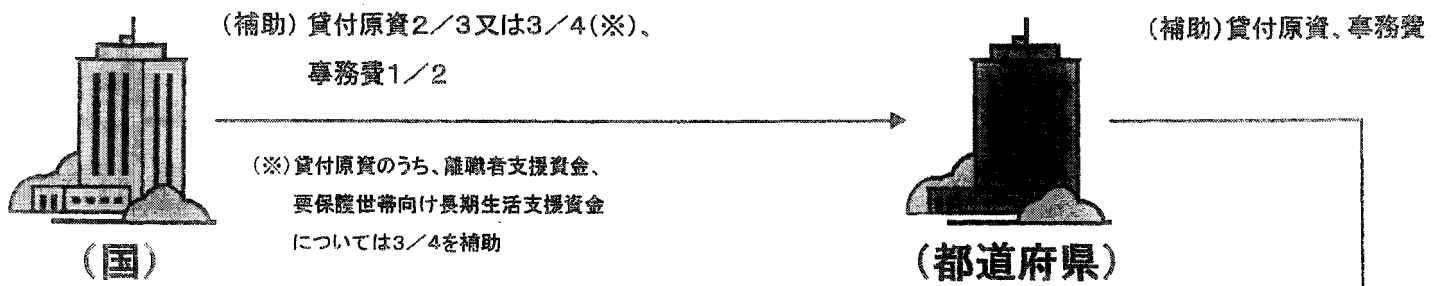 (補助)貸付原資2/3又は3/4(※)、
事務費1/2
(※)貸付原資のうち、離職者支援資金、
要保護世帯向け長期生活支援資金
については3/4を補助
(国)
(補助)貸付原資、事務費
(都道府県)